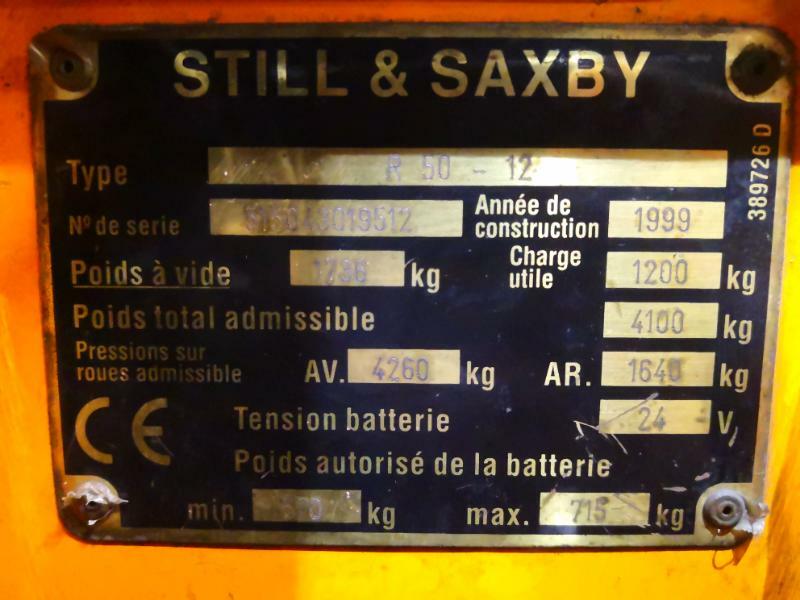 STILL & SAXBY
Type R 50 - 12
Nº de serie
Année de construction 1999
Poids à vide kg
Charge utile 1200 kg
Poids total admissible 4100 kg
Pressions sur roues admissible AV. 4260 kg AR. 1640 kg
CE
Tension batterie 24 V
Poids autorisé de la batterie
min. kg max. 715 kg
389726 D